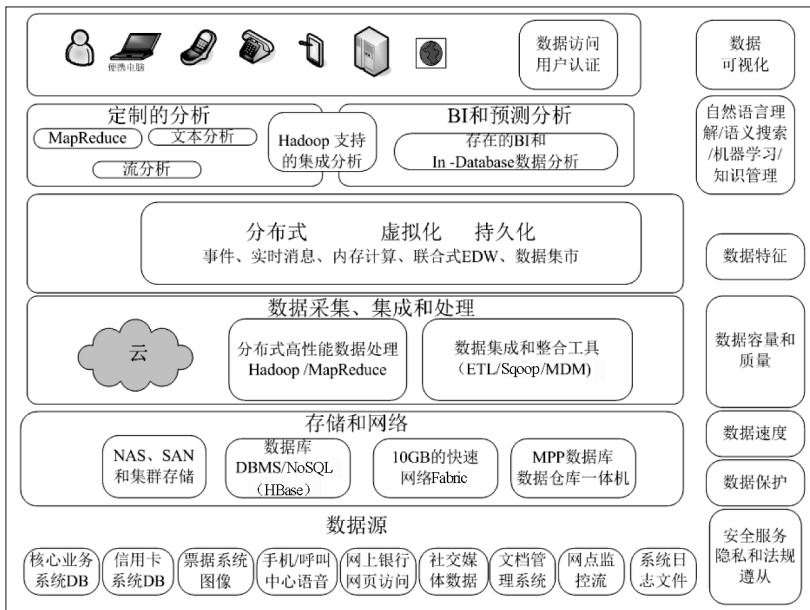 便携电脑
数据访问
用户认证
数据
可视化
定制的分析
MapReduce
文本分析
流分析
Hadoop 支持
的集成分析
BI和预测分析
存在的BI和
In -Database数据分析
自然语言理
解/语义搜索
/机器学习/
知识管理
分布式 虚拟化 持久化
事件、实时消息、内存计算、联合式EDW、数据集市
数据特征
数据采集、集成和处理
云
分布式高性能数据处理
Hadoop /MapReduce
数据集成和整合工具
（ETL/Sqoop/MDM)
数据容量和
质量
存储和网络
NAS、SAN
和集群存储
数据库
DBMS/NoSQL
（HBase）
10GB的快速
网络Fabric
MPP数据库
数据仓库一体机
数据速度
数据保护
数据源
核心业务
系统DB
信用卡
系统DB
票据系统
图像
手机/呼叫
中心语音
网上银行
网页访问
社交媒
体数据
文档管
理系统
网点监
控流
系统日
志文件
安全服务
隐私和法规
遵从